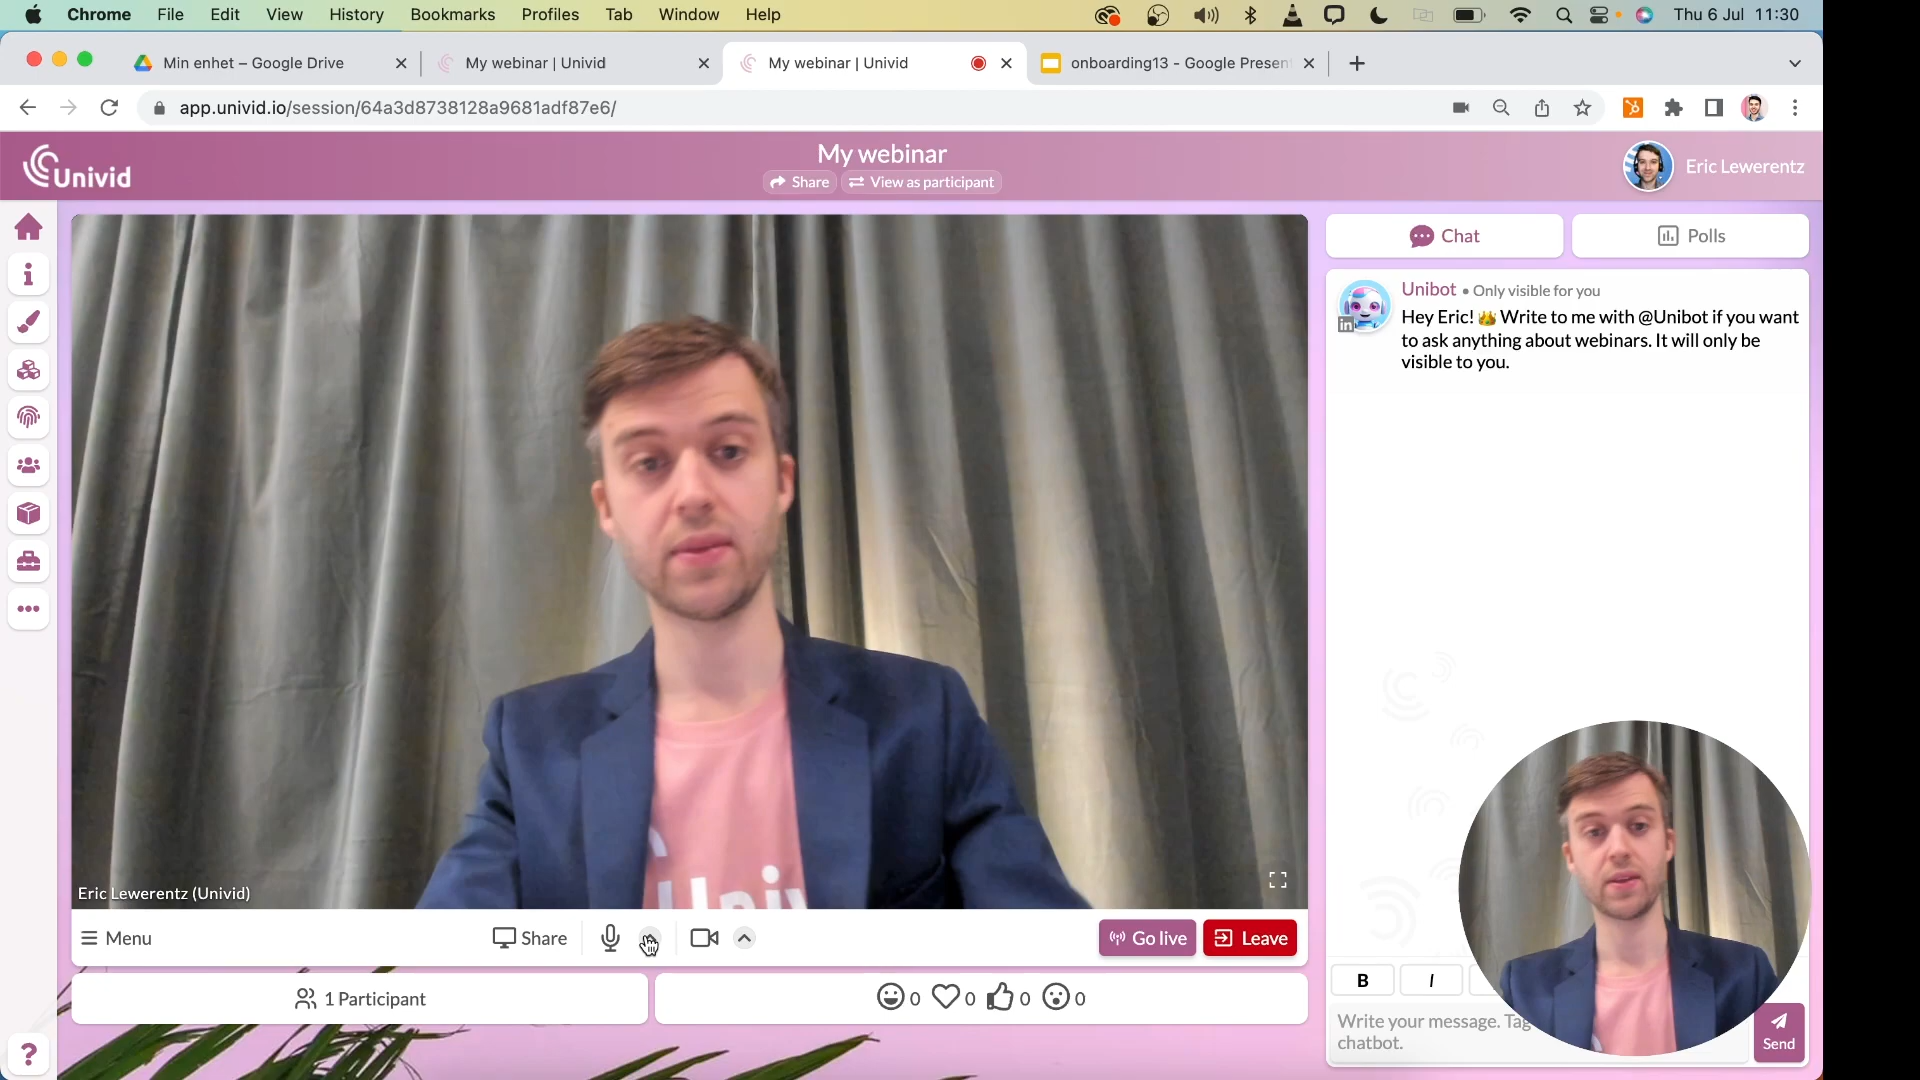 Chrome File Edit View History Bookmarks Profiles Tab Window Help Thu 6 Jul 11:30
Min enhet – Google Drive My webinar | Univid My webinar | Univid onboarding13 - Google Presen
app.univid.io/session/64a3d8738128a9681adf87e6/
Univid
My webinar
Share View as participant
Eric Lewerentz
Chat Polls
Unibot • Only visible for you
Hey Eric! 👑 Write to me with @Unibot if you want
to ask anything about webinars. It will only be
visible to you.
in
Univ
Eric Lewerentz (Univid)
Menu Share Go live Leave
1 Participant 0 0 0 0
B I
Write your message. Tag
chatbot.
Send
?